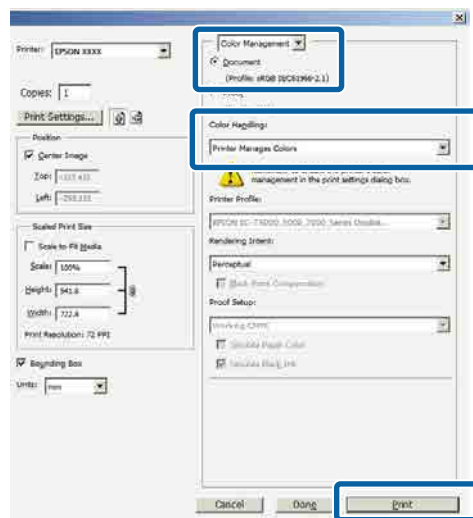 Printer: EPSON XXXX
Copies: 1
Print Settings...
Position
Center Image
Top:
Left:
Scaled Print Size
Scale to Fit Media
Scale: 100%
Height: 941.6
Width: 722.4
Print Resolution: 72 PPI
Bounding Box
Units: mm
Color Management
Document
(Profile: sRGB IEC61966-2.1)
Color Handling:
Printer Manages Colors
management in the print settings dialog box.
Printer Profile:
Rendering Intent:
Perceptual
Black Point Compensation
Proof Setup:
Working CMYK
Simulate Paper Color
Simulate Black Ink
Cancel
Done
Print